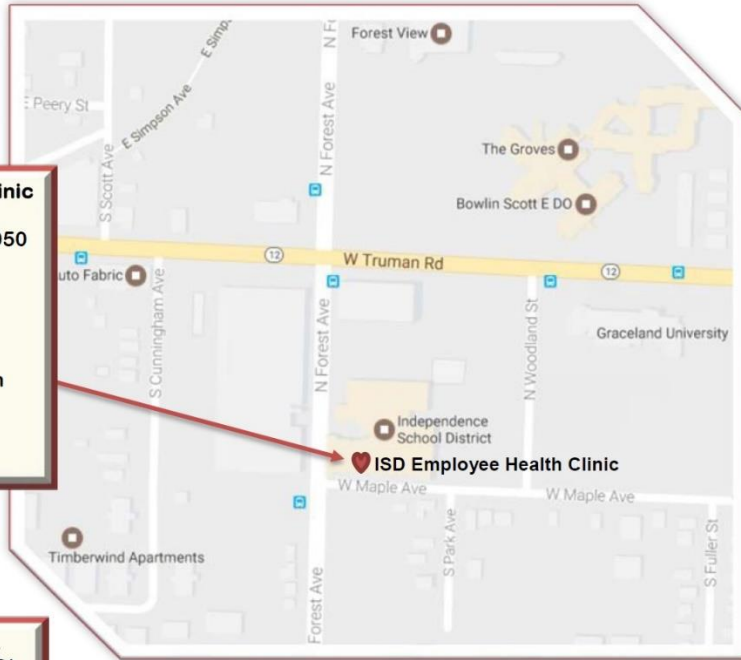 E Simp
N F
Forest View
E Peery St
E Simpson Ave
N Forest Ave
The Groves
S Scott Ave
Bowlin Scott E DO
inic
050
12
W Truman Rd
12
uto Fabric
S Cunningham Ave
N Forest Ave
N Woodland St
Graceland University
n
Independence
School District
ISD Employee Health Clinic
W Maple Ave
W Maple Ave
S Park Ave
S Fuller St
Timberwind Apartments
Forest Ave